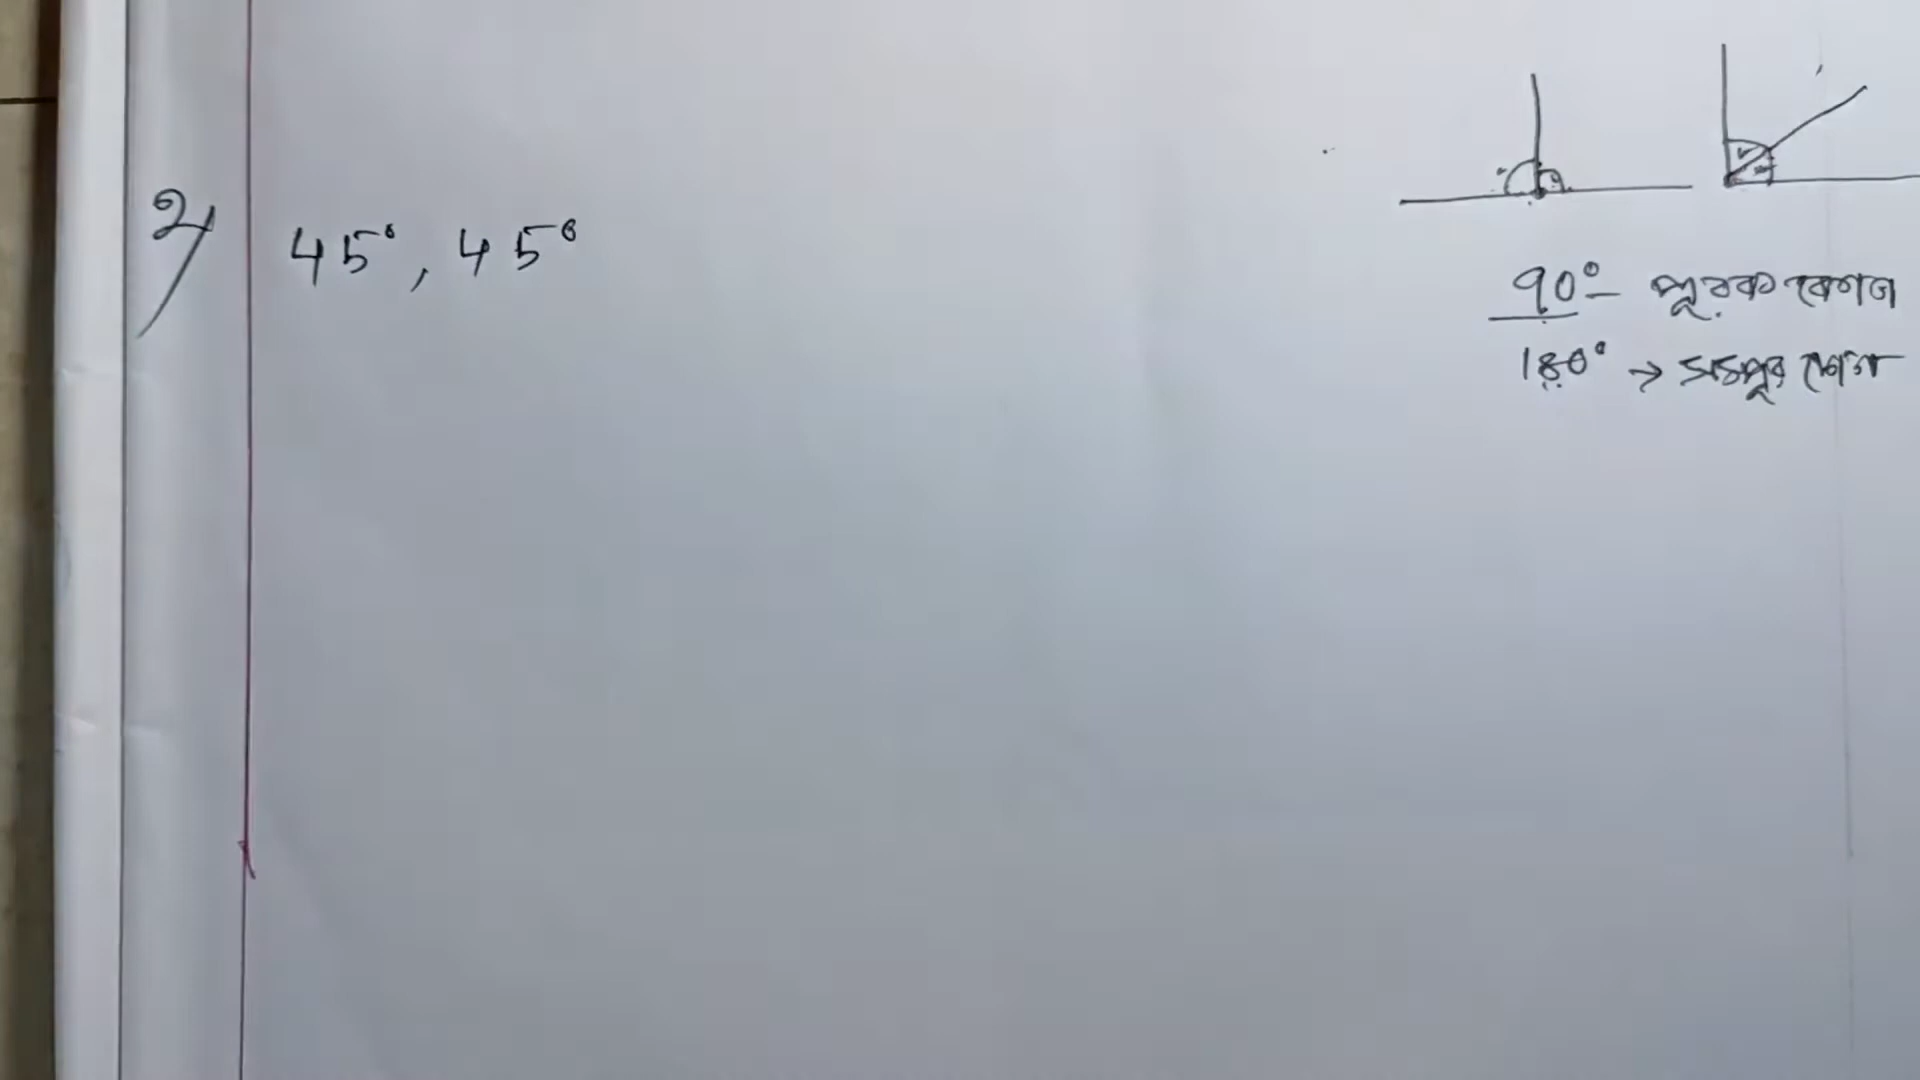 ২/ 45°, 45°
90° - পূরক কোণ
180° → সম্পূরক কোণ